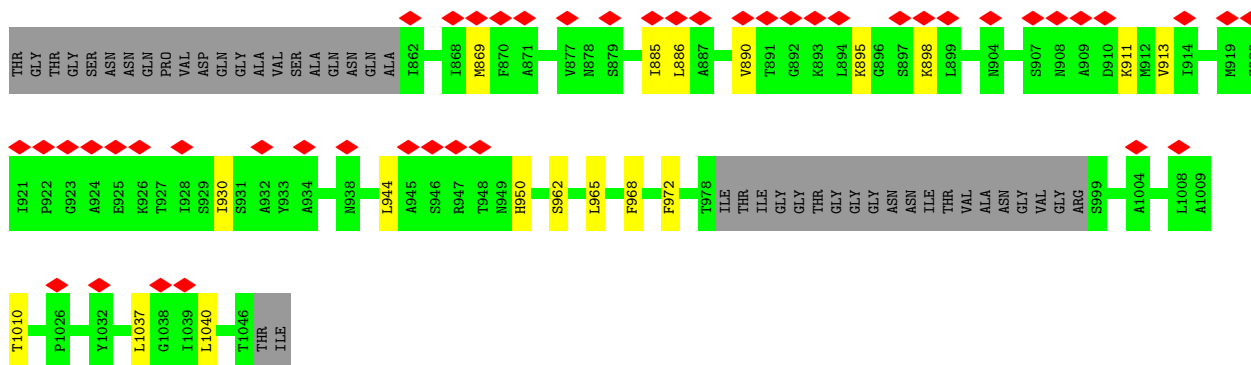 THR GLY THR GLY SER ASN ASN GLN PRO VAL ASP GLN GLY ALA VAL SER ALA GLN ASN GLN ALA I862 I868 M869 F870 A871 V877 N878 S879 I885 L886 A887 V890 T891 G892 K893 L894 K895 G896 S897 K898 L899 N904 S907 N908 A909 D910 K911 M912 V913 I914 M919
I921 P922 G923 A924 E925 K926 T927 I928 S929 I930 S931 A932 Y933 A934 N938 L944 A945 S946 R947 T948 N949 H950 S962 L965 F968 F972 T978 ILE THR ILE GLY GLY THR GLY GLY GLY ASN ASN ILE THR VAL ALA ASN GLY VAL GLY ARG S999 A1004 L1008 A1009
T1010 P1026 Y1032 L1037 G1038 I1039 L1040 T1046 THR ILE